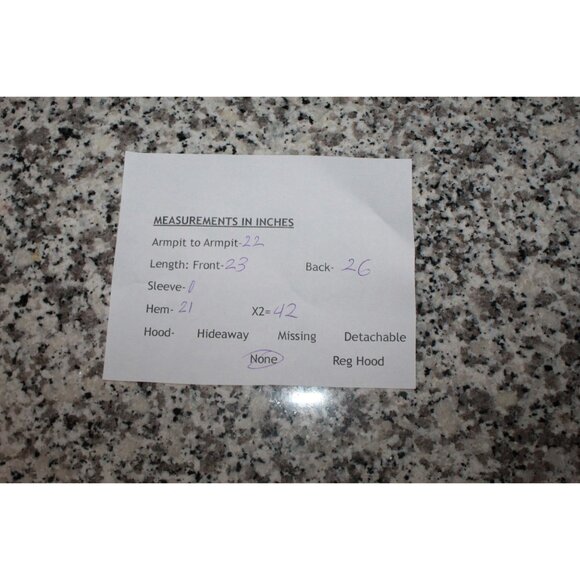 MEASUREMENTS IN INCHES
Armpit to Armpit-22
Length: Front-23 Back- 26
Sleeve-0
Hem- 21 X2=42
Hood- Hideaway Missing Detachable
None Reg Hood